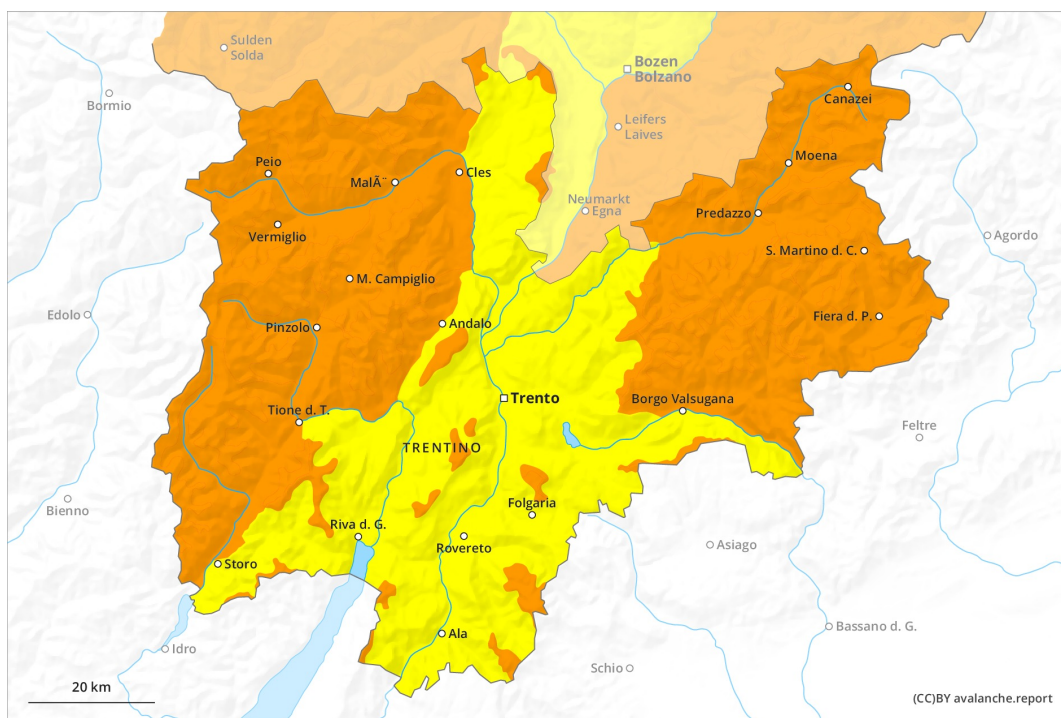 Sulden
Solda
Bozen
Bolzano
Bormio
Canazei
Leifers
Laives
Moena
Peio
MalÃ¨
Cles
Neumarkt
Egna
Predazzo
Vermiglio
Agordo
S. Martino d. C.
M. Campiglio
Edolo
Pinzolo
Andalo
Fiera d. P.
Trento
Borgo Valsugana
Tione d. T.
Feltre
TRENTINO
Bienno
Folgaria
Riva d. G.
Rovereto
Asiago
Storo
Bassano d. G.
Ala
Idro
Schio
20 km
(CC)BY avalanche.report